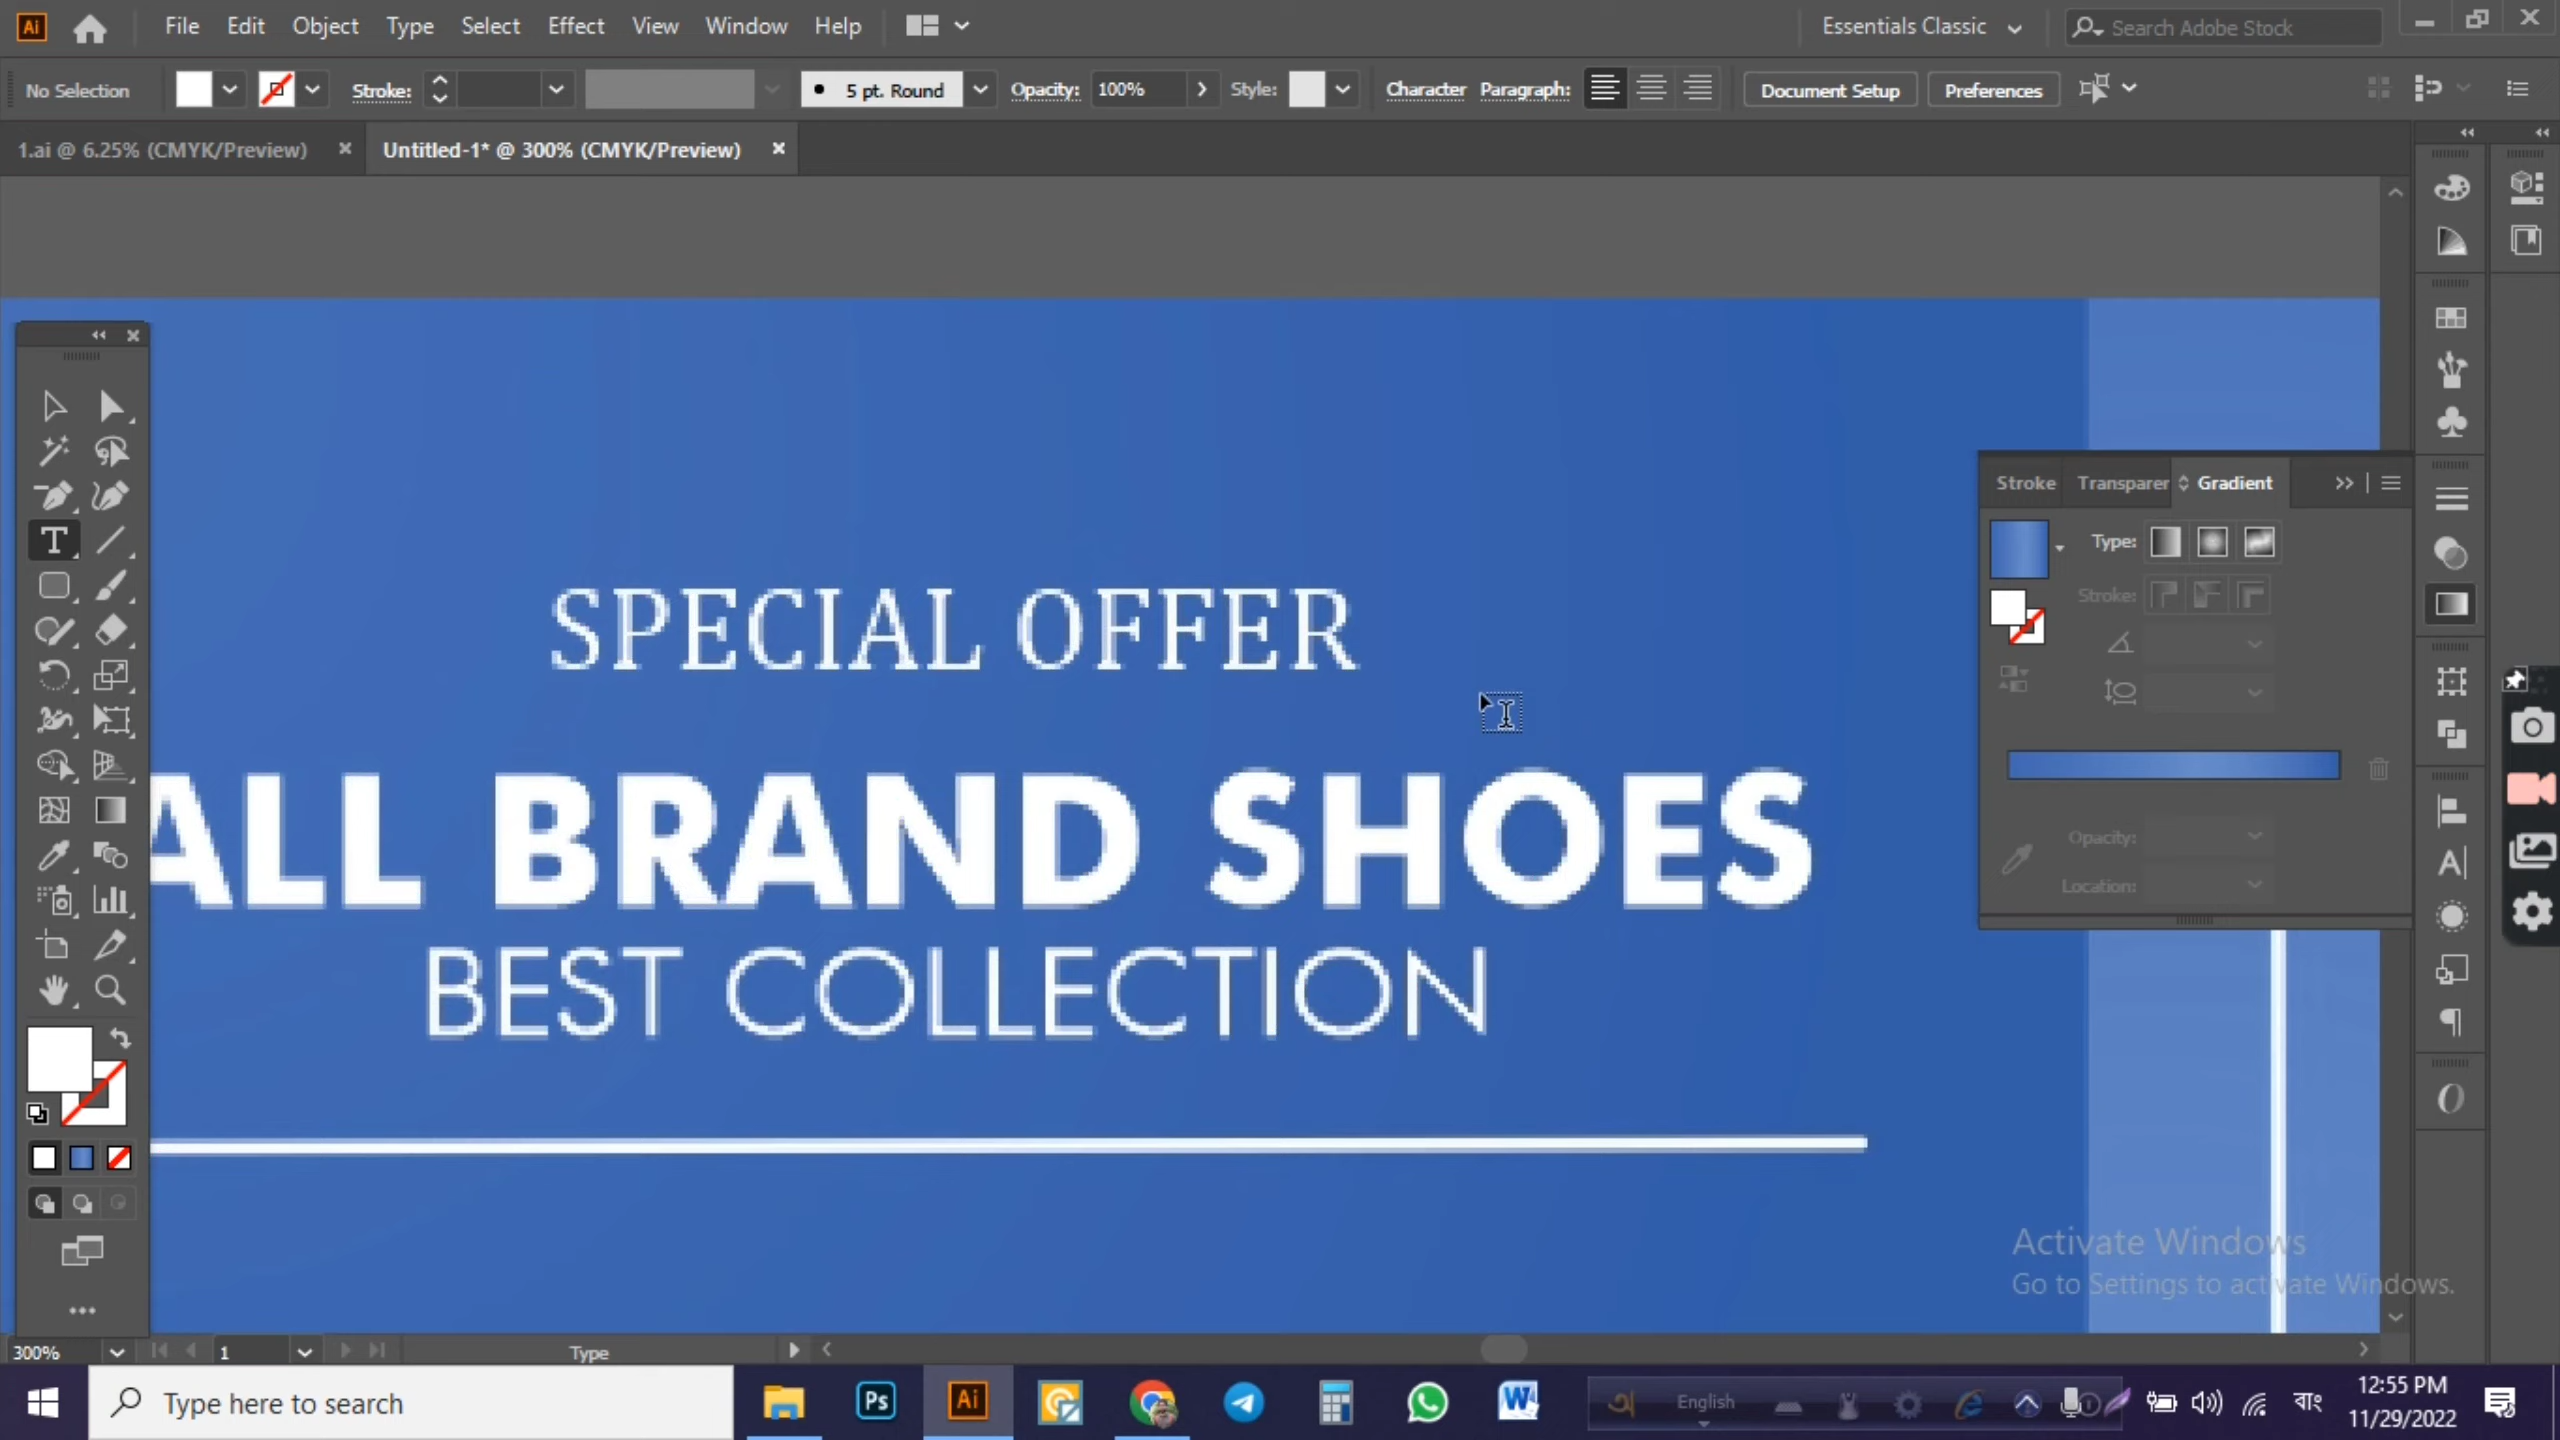 Ai File Edit Object Type Select Effect View Window Help Essentials Classic Search Adobe Stock
No Selection Stroke: 5 pt. Round Opacity: 100% Style: Character Paragraph: Document Setup Preferences
1.ai @ 6.25% (CMYK/Preview) Untitled-1* @ 300% (CMYK/Preview)
Stroke Transparer Gradient
Type:
Stroke:
Opacity:
Location:
SPECIAL OFFER
ALL BRAND SHOES
BEST COLLECTION
Activate Windows
Go to Settings to activate Windows.
300% 1 Type
Type here to search Ps Ai English বাং 12:55 PM
11/29/2022